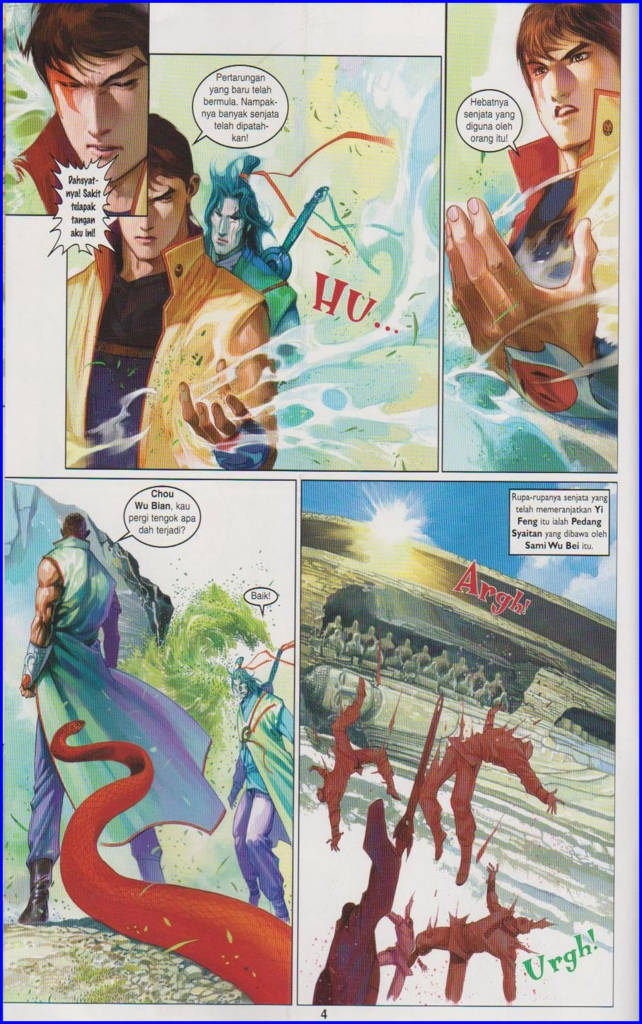 Dahsyat-
nya! Sakit
telapak
tangan
aku ini!
Pertarungan
yang baru telah
bermula. Nampak-
nya banyak senjata
telah dipatah-
kan!
HU...
Hebatnya
senjata yang
diguna oleh
orang itu!
Chou
Wu Bian, kau
pergi tengok apa
dah terjadi?
Baik!
Rupa-rupanya senjata yang
telah memeranjatkan Yi
Feng itu ialah Pedang
Syaitan yang dibawa oleh
Sami Wu Bei itu.
Argh!
Urgh!
4